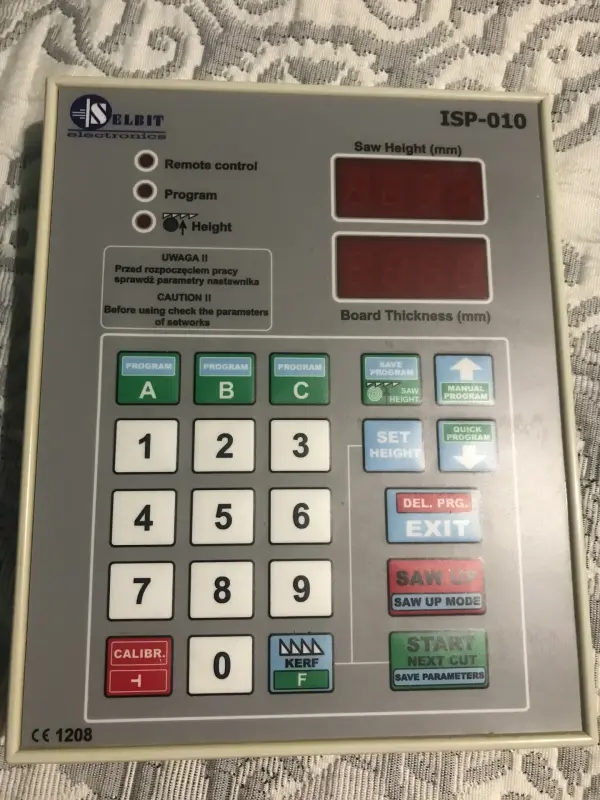 SELBIT
electronics
ISP-010
Remote control
Program
Height
Saw Height (mm)
Board Thickness (mm)
UWAGA !!
Przed rozpoczęciem pracy
sprawdź parametry nastawnika
CAUTION !!
Before using check the parameters
of setworks
PROGRAM
A
PROGRAM
B
PROGRAM
C
SAVE
PROGRAM
SAW
HEIGHT
MANUAL
PROGRAM
1
2
3
SET
HEIGHT
QUICK
PROGRAM
4
5
6
DEL. PRG.
EXIT
7
8
9
SAW UP
SAW UP MODE
CALIBR.
0
KERF
F
START
NEXT CUT
SAVE PARAMETERS
CE 1208